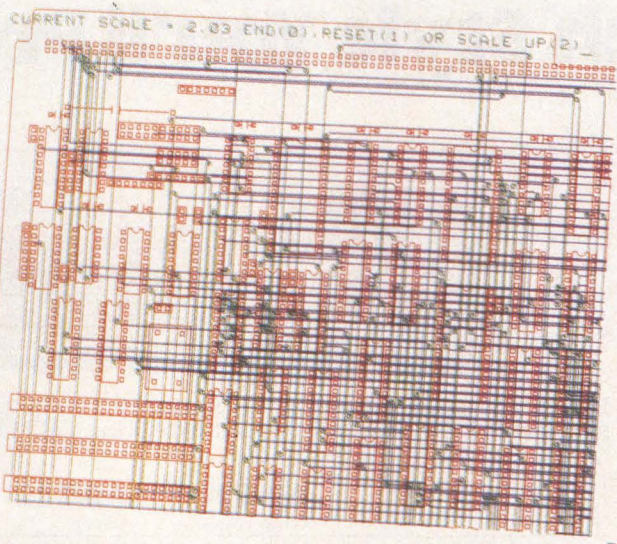 CURRENT SCALE = 2.03 END(0),RESET(1) OR SCALE UP(2)_